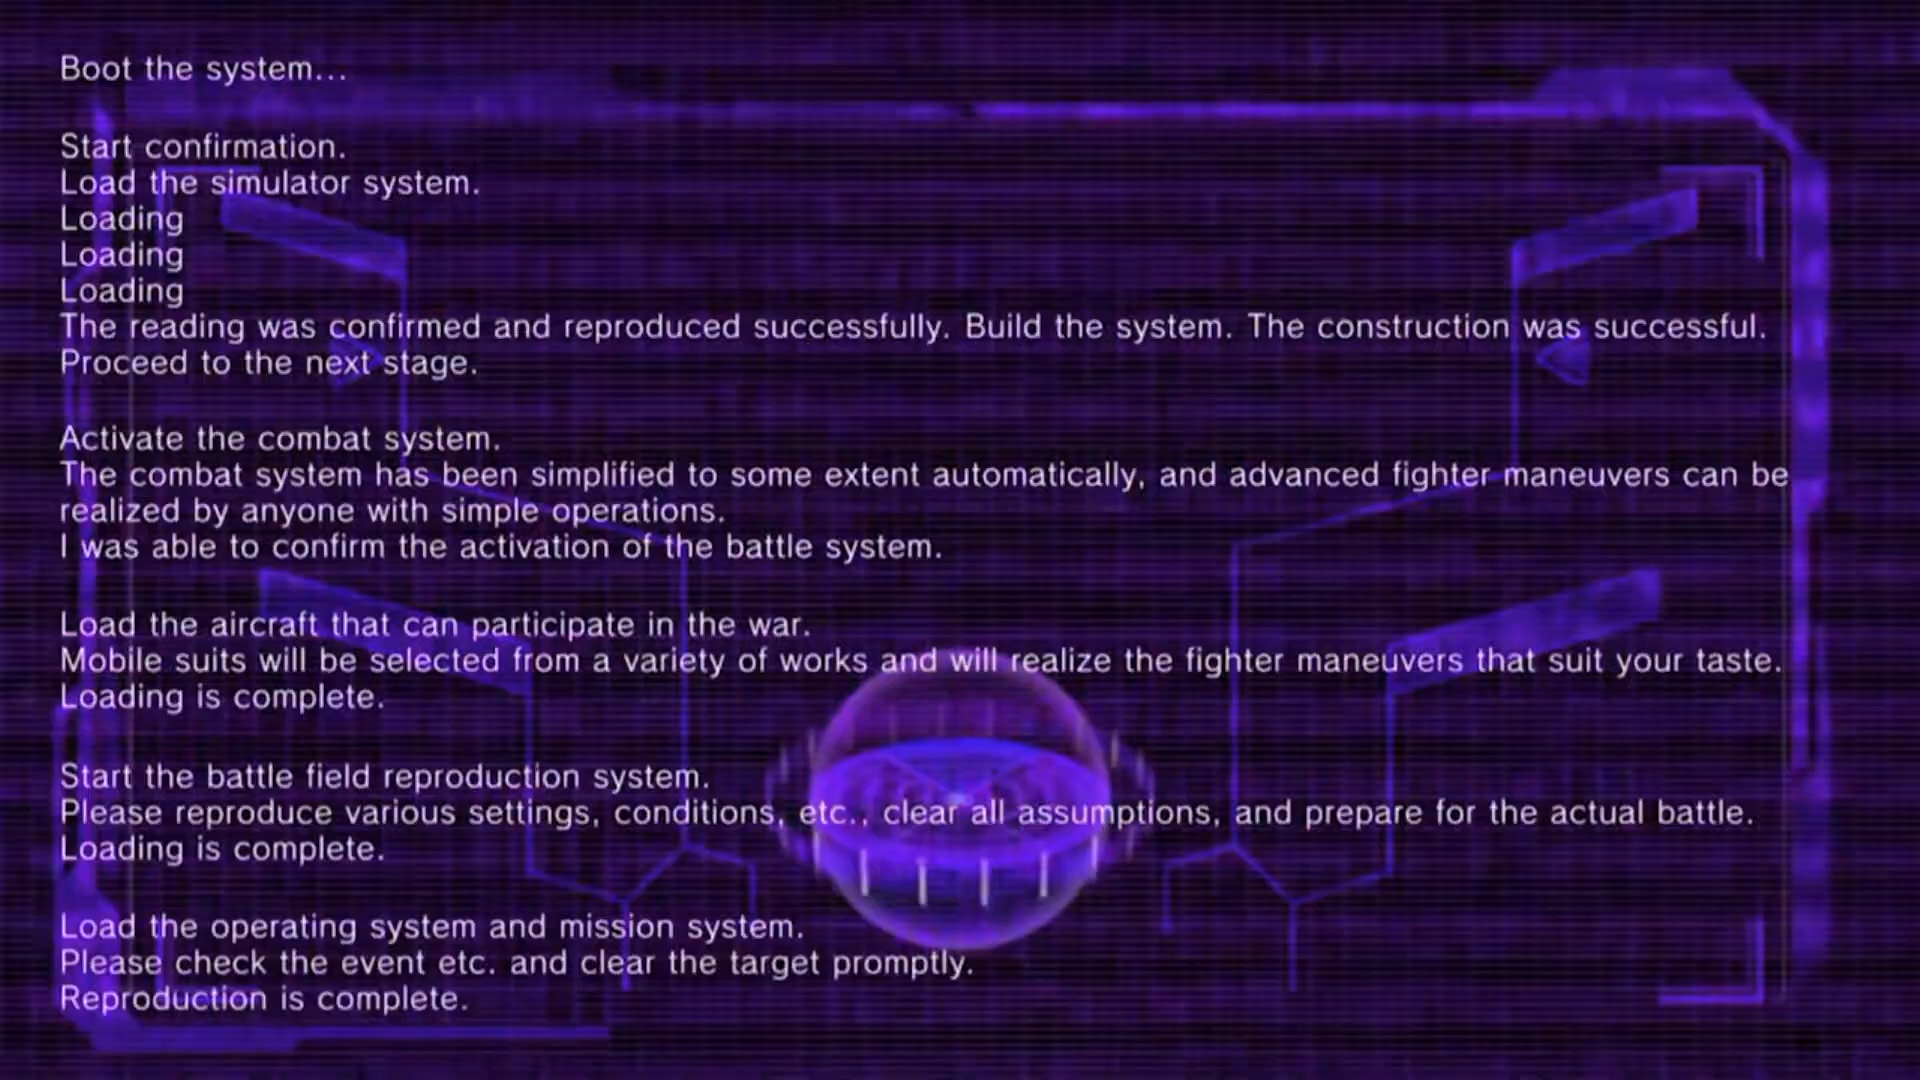 Boot the system...
Start confirmation.
Load the simulator system.
Loading
Loading
Loading
The reading was confirmed and reproduced successfully. Build the system. The construction was successful.
Proceed to the next stage.
Activate the combat system.
The combat system has been simplified to some extent automatically, and advanced fighter maneuvers can be
realized by anyone with simple operations.
I was able to confirm the activation of the battle system.
Load the aircraft that can participate in the war.
Mobile suits will be selected from a variety of works and will realize the fighter maneuvers that suit your taste.
Loading is complete.
Start the battle field reproduction system.
Please reproduce various settings, conditions, etc., clear all assumptions, and prepare for the actual battle.
Loading is complete.
Load the operating system and mission system.
Please check the event etc. and clear the target promptly.
Reproduction is complete.